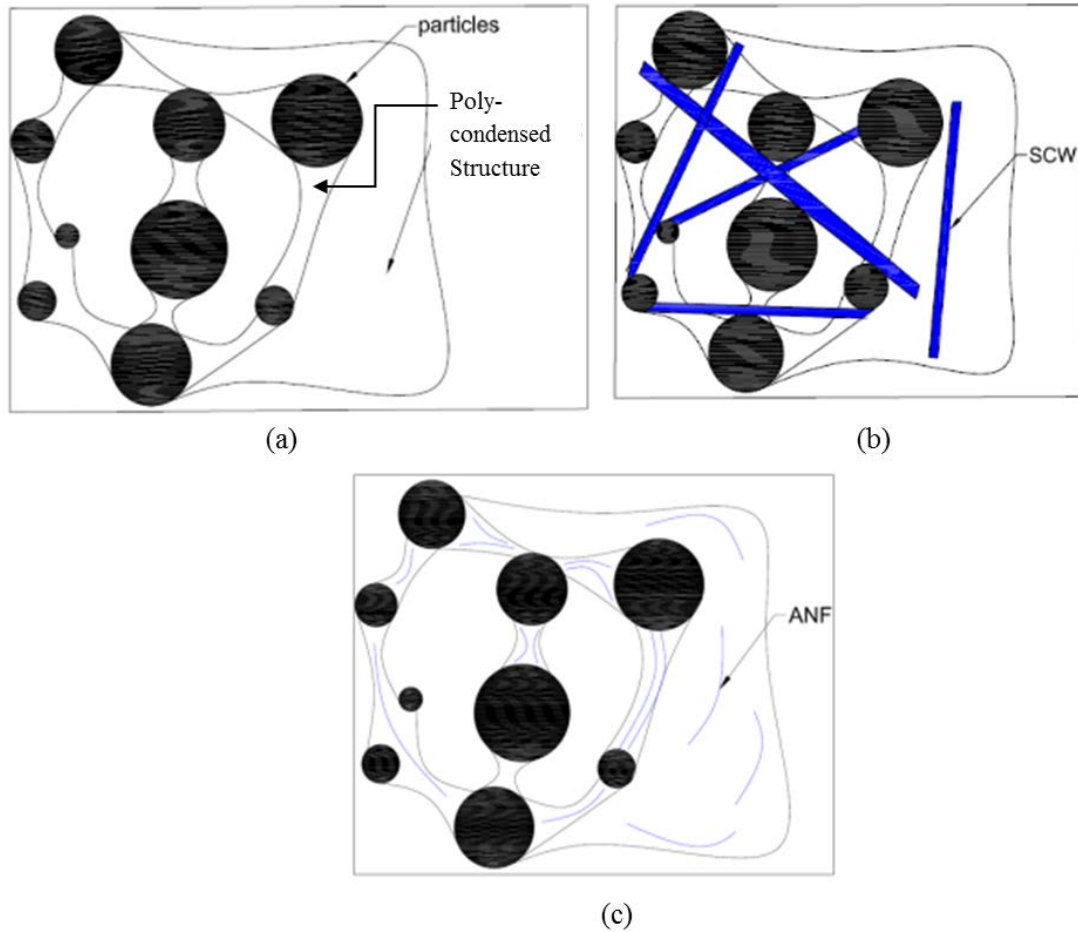 particles
Poly-
condensed
Structure
(a)
SCW
(b)
ANF
(c)